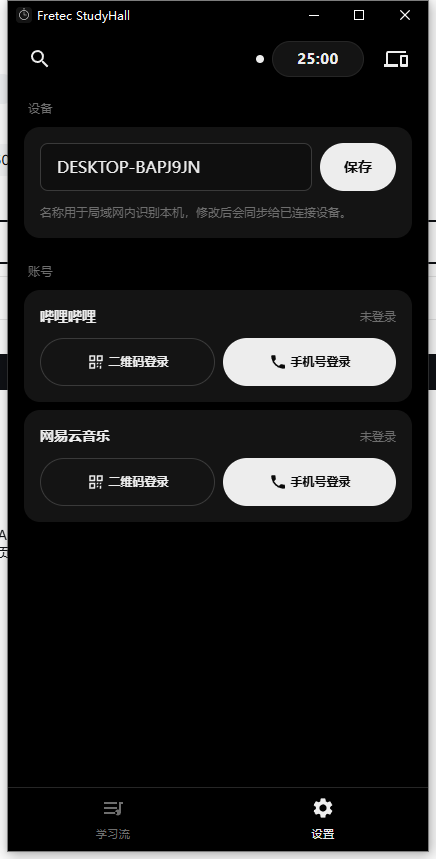 Fretec StudyHall
25:00
设备
DESKTOP-BAPJ9JN
保存
名称用于局域网内识别本机，修改后会同步给已连接设备。
账号
哔哩哔哩
未登录
二维码登录
手机号登录
网易云音乐
未登录
二维码登录
手机号登录
学习流
设置